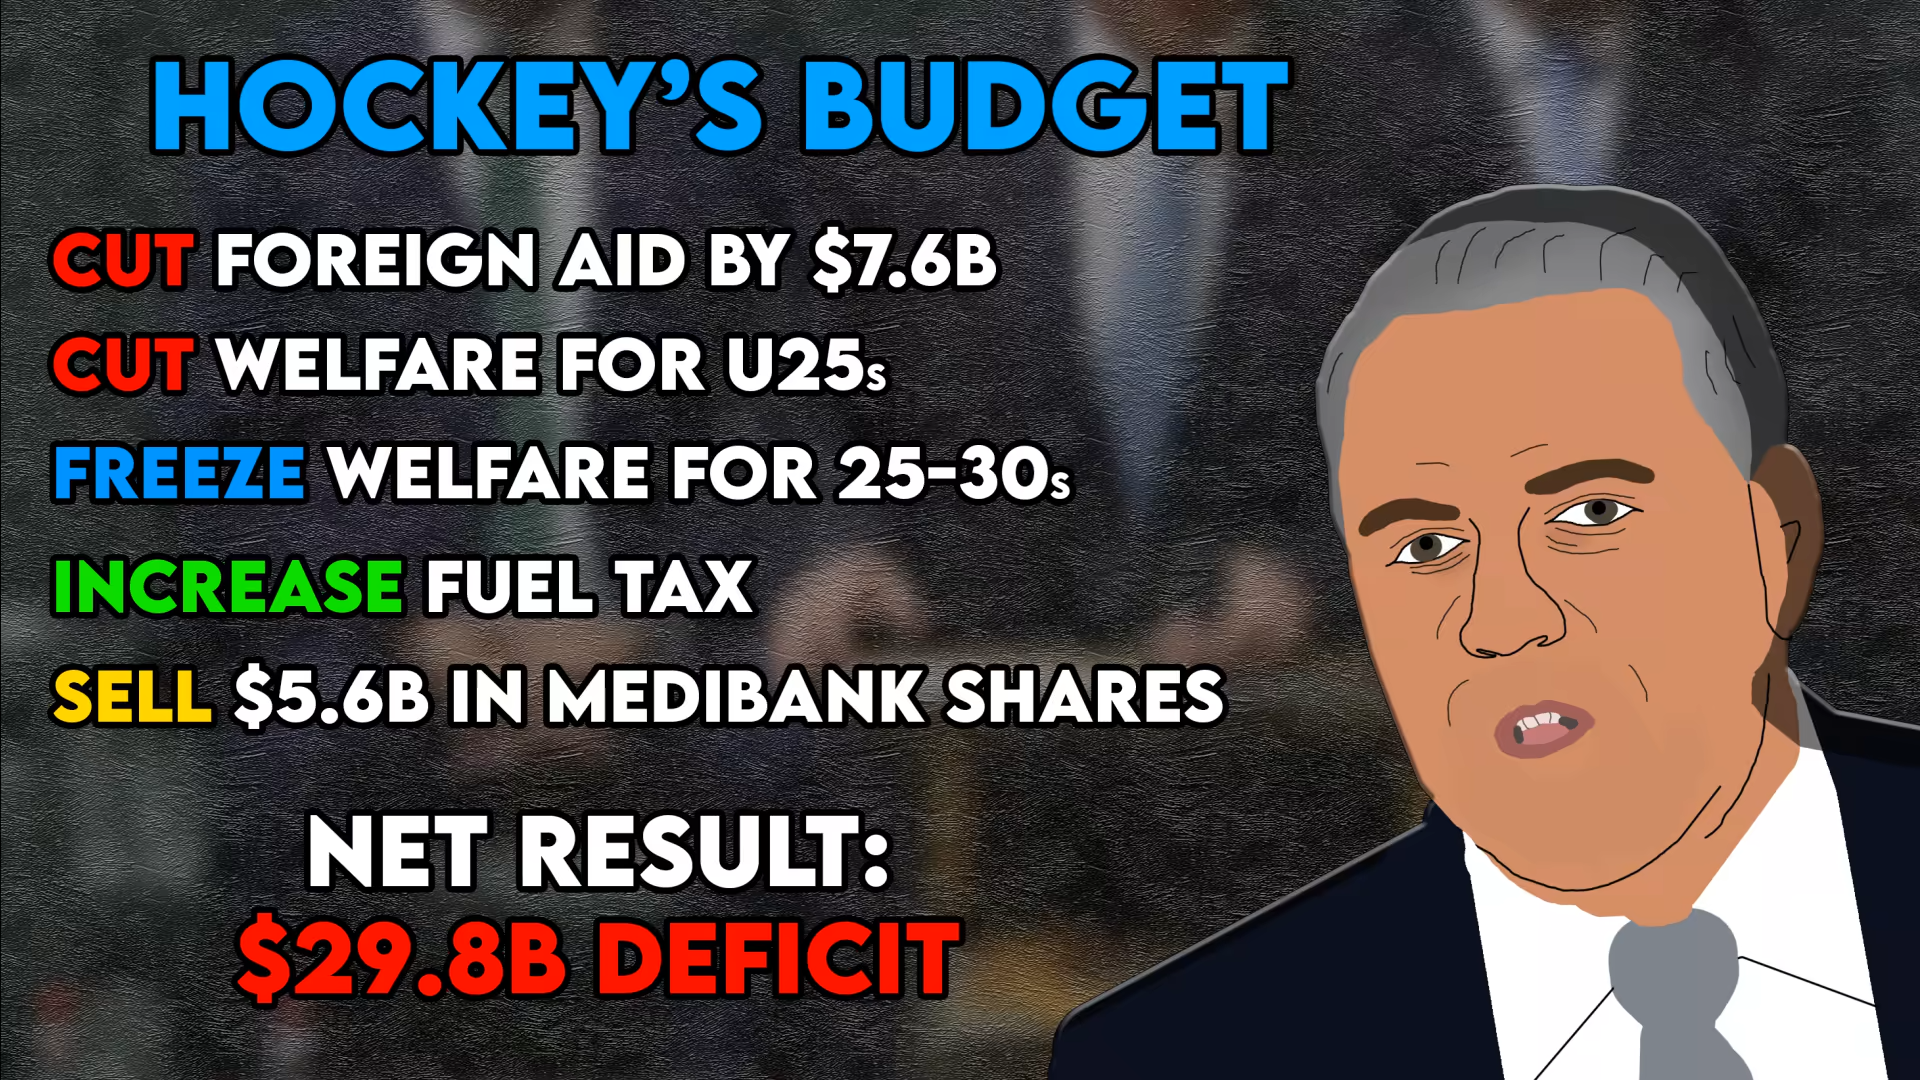 HOCKEY'S BUDGET
CUT FOREIGN AID BY $7.6B
CUT WELFARE FOR U25s
FREEZE WELFARE FOR 25-30s
INCREASE FUEL TAX
SELL $5.6B IN MEDIBANK SHARES
NET RESULT:
$29.8B DEFICIT